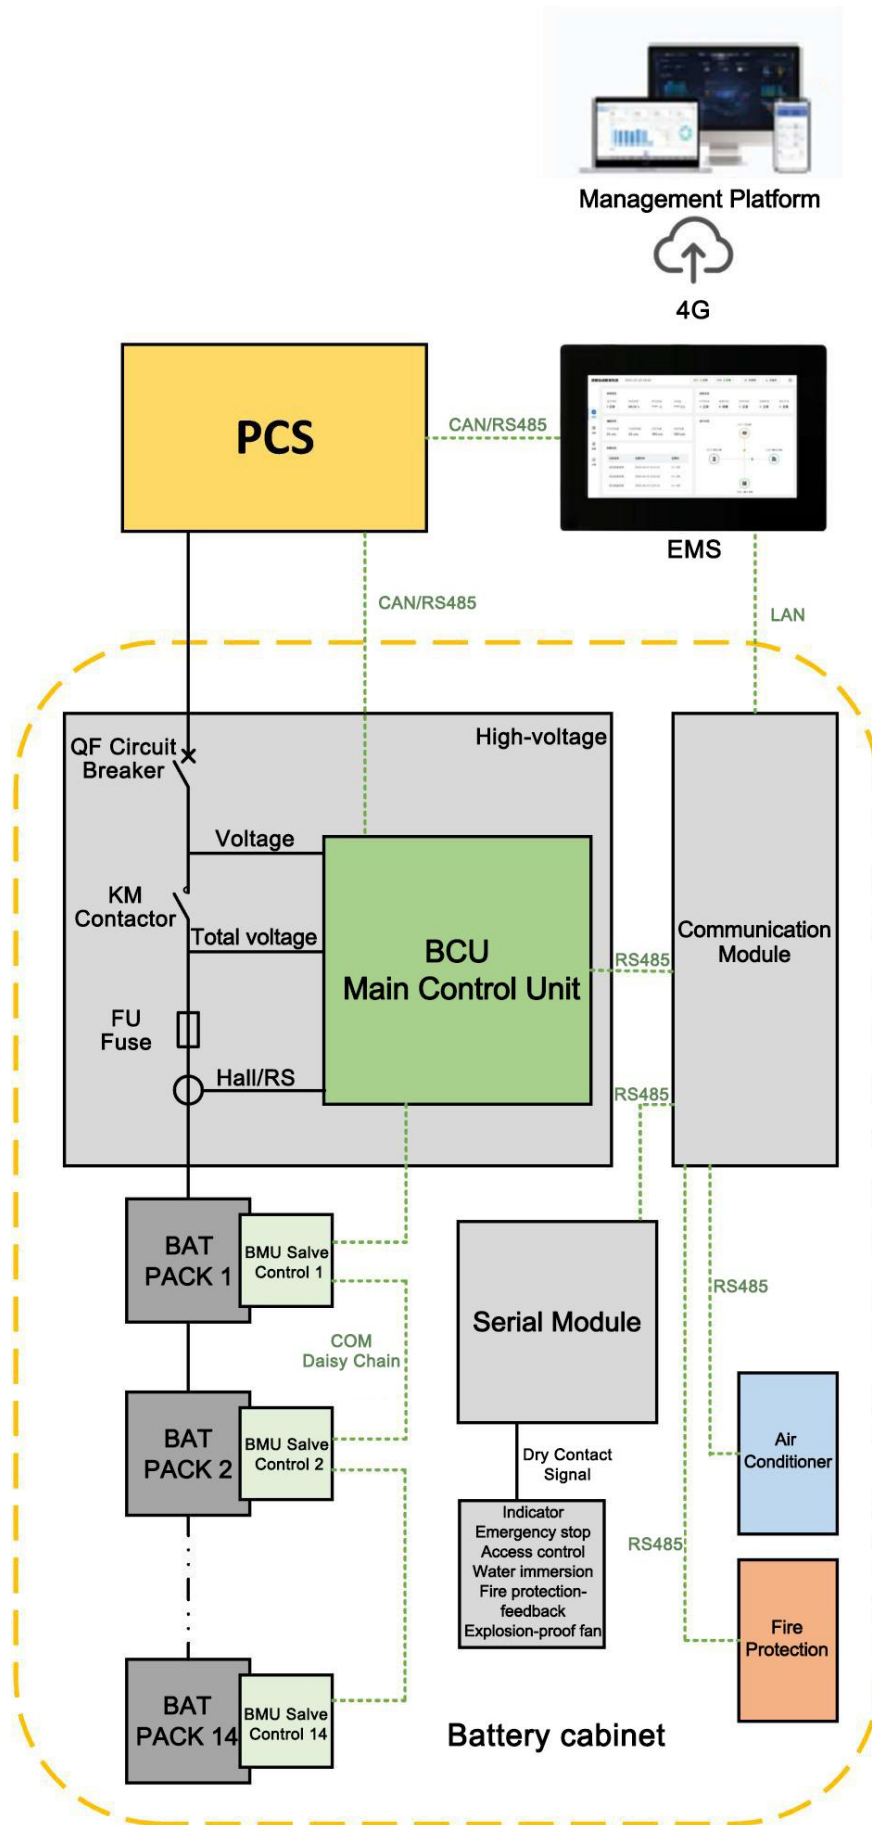 Management Platform
4G
PCS
CAN/RS485
EMS
CAN/RS485
LAN
QF Circuit
Breaker
High-voltage
Voltage
KM
Contactor
Total voltage
BCU
Main Control Unit
RS485
Communication
Module
FU
Fuse
Hall/RS
RS485
BAT
PACK 1
BMU Salve
Control 1
COM
Daisy Chain
Serial Module
RS485
BAT
PACK 2
BMU Salve
Control 2
Dry Contact
Signal
Air
Conditioner
Indicator
Emergency stop
Access control
Water immersion
Fire protection-
feedback
Explosion-proof fan
RS485
Fire
Protection
BAT
PACK 14
BMU Salve
Control 14
Battery cabinet